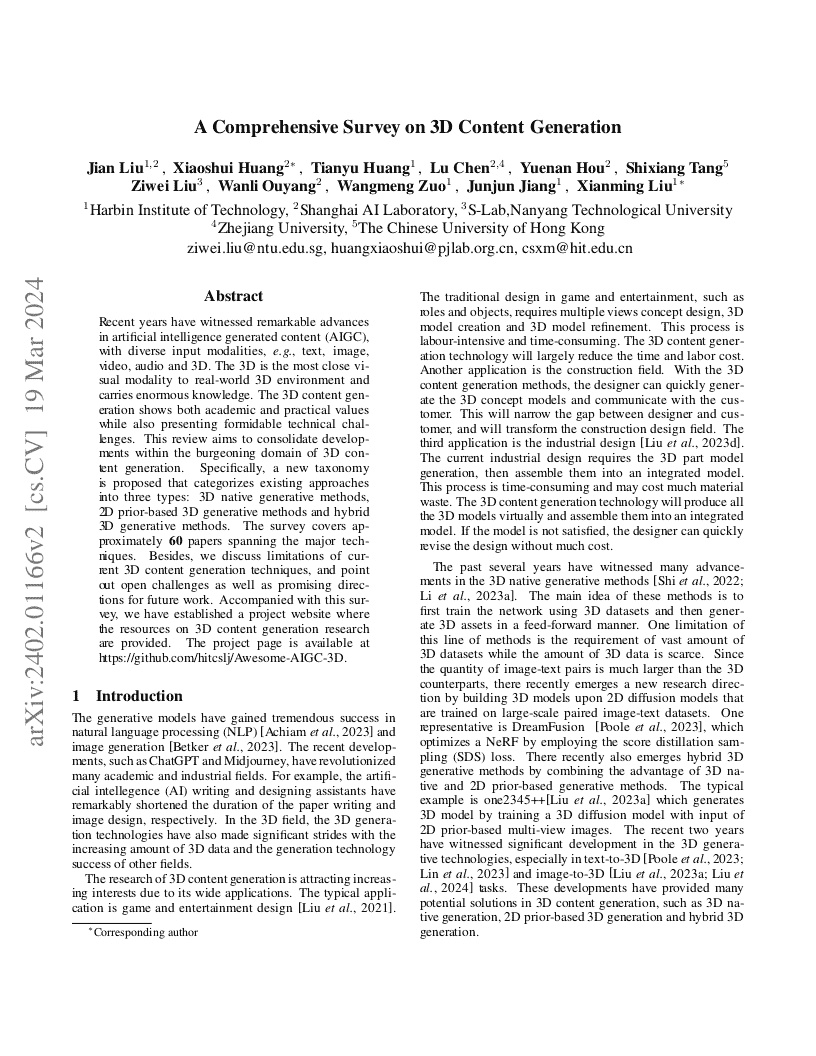 A Comprehensive Survey on 3D Content Generation
Jian Liu1,2 , Xiaoshui Huang2∗ , Tianyu Huang1 , Lu Chen2,4 , Yuenan Hou2 , Shixiang Tang5
Ziwei Liu3 , Wanli Ouyang2 , Wangmeng Zuo1 , Junjun Jiang1 , Xianming Liu1∗
1Harbin Institute of Technology, 2Shanghai AI Laboratory, 3S-Lab,Nanyang Technological University
4Zhejiang University, 5The Chinese University of Hong Kong
ziwei.liu@ntu.edu.sg, huangxiaoshui@pjlab.org.cn, csxm@hit.edu.cn
arXiv:2402.01166v2 [cs.CV] 19 Mar 2024
Abstract
Recent years have witnessed remarkable advances
in artificial intelligence generated content (AIGC),
with diverse input modalities, e.g., text, image,
video, audio and 3D. The 3D is the most close vi-
sual modality to real-world 3D environment and
carries enormous knowledge. The 3D content gen-
eration shows both academic and practical values
while also presenting formidable technical chal-
lenges. This review aims to consolidate develop-
ments within the burgeoning domain of 3D con-
tent generation. Specifically, a new taxonomy
is proposed that categorizes existing approaches
into three types: 3D native generative methods,
2D prior-based 3D generative methods and hybrid
3D generative methods. The survey covers ap-
proximately 60 papers spanning the major tech-
niques. Besides, we discuss limitations of cur-
rent 3D content generation techniques, and point
out open challenges as well as promising direc-
tions for future work. Accompanied with this sur-
vey, we have established a project website where
the resources on 3D content generation research
are provided. The project page is available at
https://github.com/hitcslj/Awesome-AIGC-3D.
1 Introduction
The generative models have gained tremendous success in
natural language processing (NLP) [Achiam et al., 2023] and
image generation [Betker et al., 2023]. The recent develop-
ments, such as ChatGPT and Midjourney, have revolutionized
many academic and industrial fields. For example, the artifi-
cial intellegence (AI) writing and designing assistants have
remarkably shortened the duration of the paper writing and
image design, respectively. In the 3D field, the 3D genera-
tion technologies have also made significant strides with the
increasing amount of 3D data and the generation technology
success of other fields.
The research of 3D content generation is attracting increas-
ing interests due to its wide applications. The typical appli-
cation is game and entertainment design [Liu et al., 2021].
∗Corresponding author
The traditional design in game and entertainment, such as
roles and objects, requires multiple views concept design, 3D
model creation and 3D model refinement. This process is
labour-intensive and time-consuming. The 3D content gener-
ation technology will largely reduce the time and labor cost.
Another application is the construction field. With the 3D
content generation methods, the designer can quickly gener-
ate the 3D concept models and communicate with the cus-
tomer. This will narrow the gap between designer and cus-
tomer, and will transform the construction design field. The
third application is the industrial design [Liu et al., 2023d].
The current industrial design requires the 3D part model
generation, then assemble them into an integrated model.
This process is time-consuming and may cost much material
waste. The 3D content generation technology will produce all
the 3D models virtually and assemble them into an integrated
model. If the model is not satisfied, the designer can quickly
revise the design without much cost.
The past several years have witnessed many advance-
ments in the 3D native generative methods [Shi et al., 2022;
Li et al., 2023a]. The main idea of these methods is to
first train the network using 3D datasets and then gener-
ate 3D assets in a feed-forward manner. One limitation of
this line of methods is the requirement of vast amount of
3D datasets while the amount of 3D data is scarce. Since
the quantity of image-text pairs is much larger than the 3D
counterparts, there recently emerges a new research direc-
tion by building 3D models upon 2D diffusion models that
are trained on large-scale paired image-text datasets. One
representative is DreamFusion [Poole et al., 2023], which
optimizes a NeRF by employing the score distillation sam-
pling (SDS) loss. There recently also emerges hybrid 3D
generative methods by combining the advantage of 3D na-
tive and 2D prior-based generative methods. The typical
example is one2345++[Liu et al., 2023a] which generates
3D model by training a 3D diffusion model with input of
2D prior-based multi-view images. The recent two years
have witnessed significant development in the 3D genera-
tive technologies, especially in text-to-3D [Poole et al., 2023;
Lin et al., 2023] and image-to-3D [Liu et al., 2023a; Liu et
al., 2024] tasks. These developments have provided many
potential solutions in 3D content generation, such as 3D na-
tive generation, 2D prior-based 3D generation and hybrid 3D
generation.